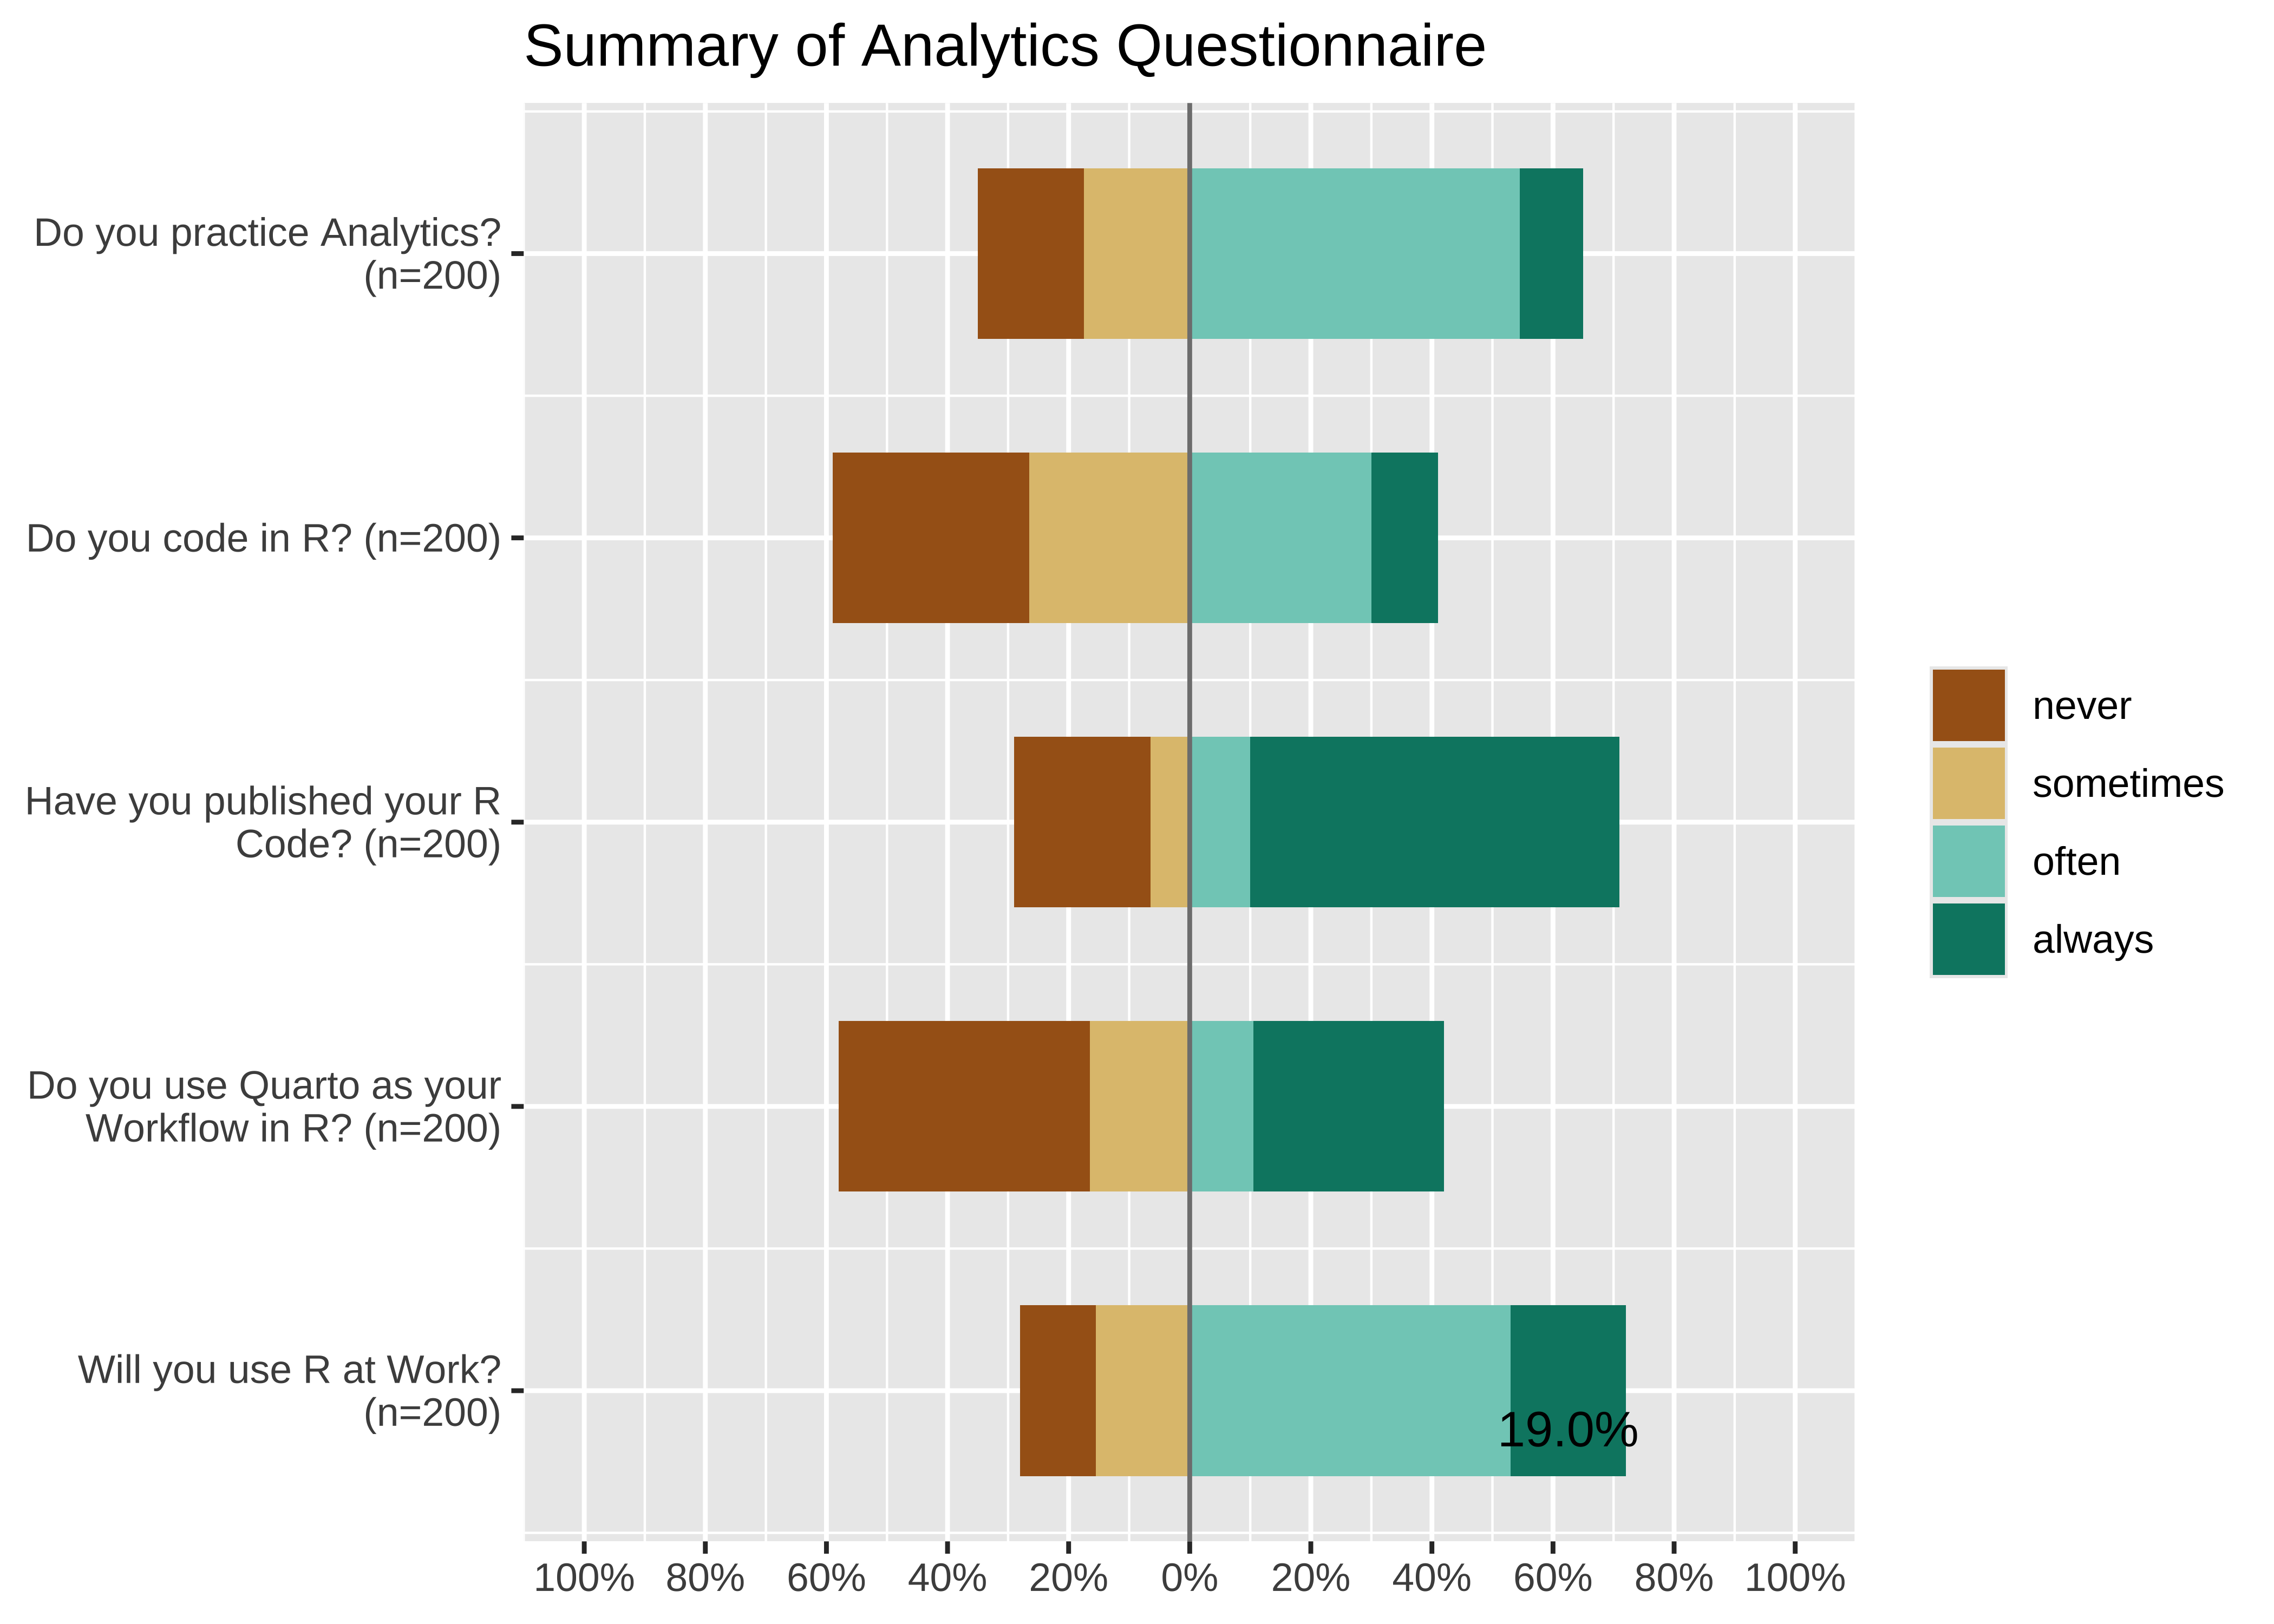 Summary of Analytics Questionnaire
Do you practice Analytics?
(n=200)
Do you code in R? (n=200)
Have you published your R
Code? (n=200)
Do you use Quarto as your
Workflow in R? (n=200)
Will you use R at Work?
(n=200)
19.0%
100% 80% 60% 40% 20% 0% 20% 40% 60% 80% 100%
never
sometimes
often
always